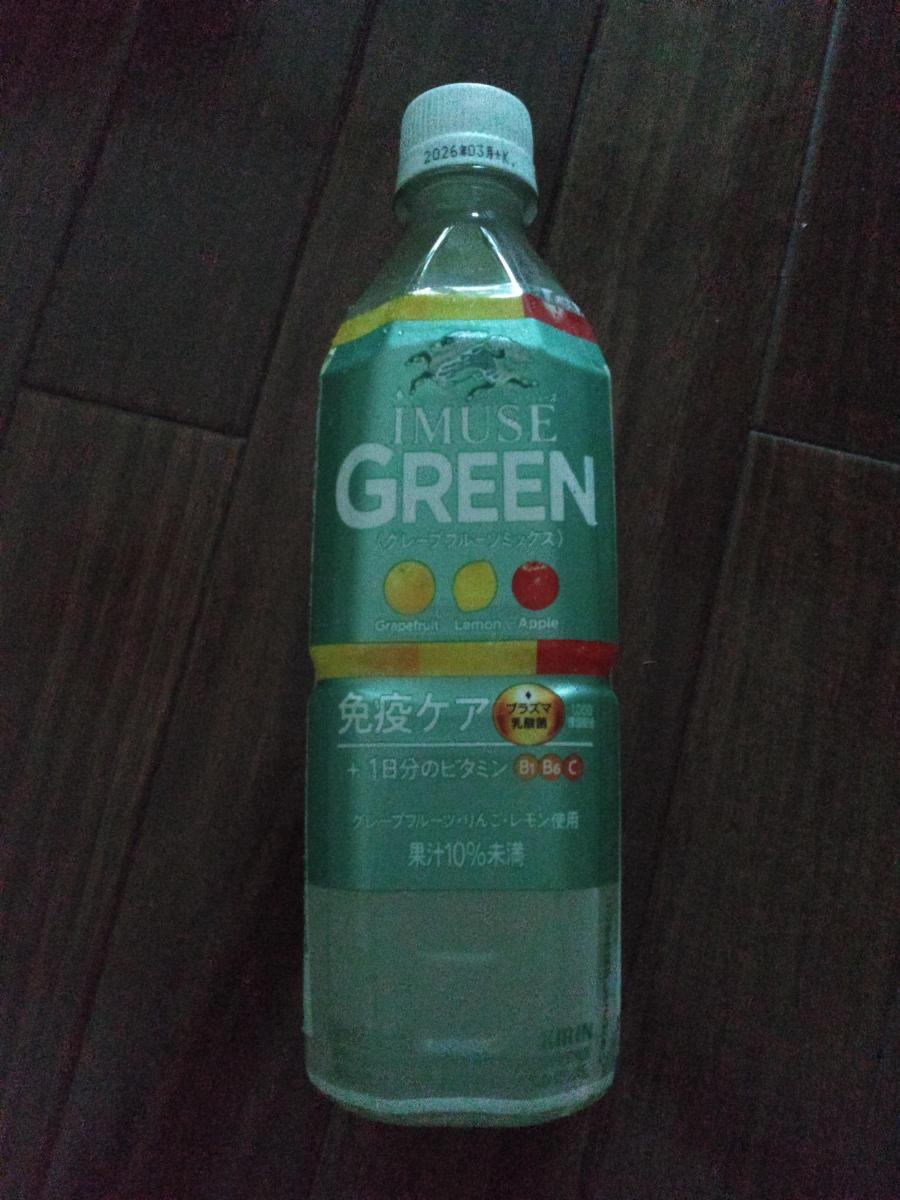 2026年03月+K
iMUSE
GREEN
〈グレープフルーツミックス〉
Grapefruit Lemon Apple
免疫ケア プラズマ
乳酸菌
+ 1日分のビタミン B1 B6 C
グレープフルーツ・りんご・レモン使用
果汁10%未満
KIRIN